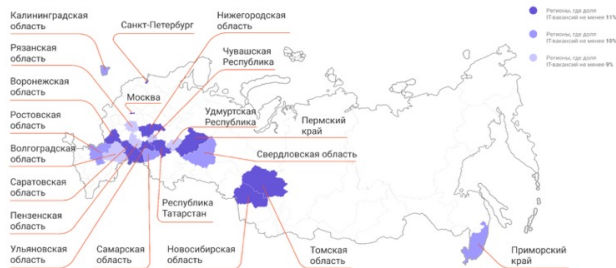 Калининградская
область
Санкт-Петербург
Нижегородская
область
Рязанская
область
Чувашская
Республика
Воронежская
область
Москва
Ростовская
область
Удмуртская
Республика
Пермский
край
Волгоградская
область
Свердловская область
Саратовская
область
Пензенская
область
Республика
Татарстан
Ульяновская
область
Самарская
область
Новосибирская
область
Томская
область
Приморский
край
Регионы, где доля
IT-вакансий не менее 11%
Регионы, где доля
IT-вакансий не менее 10%
Регионы, где доля
IT-вакансий не менее 9%